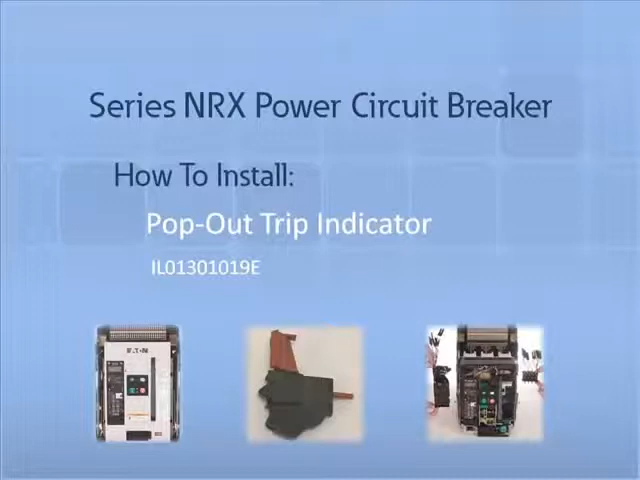 Series NRX Power Circuit Breaker
How To Install:
Pop-Out Trip Indicator
IL01301019E
E·T·N